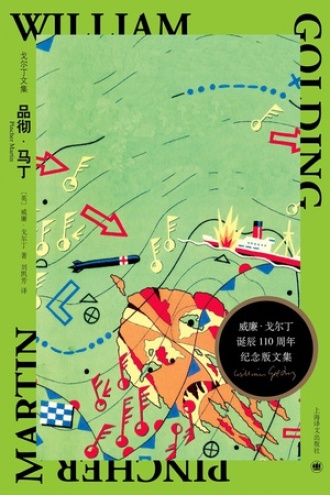 WILLIAM
GOLDING
戈尔丁文集
品彻·马丁
Pincher Martin
〔英〕威廉·戈尔丁 著
刘凯芳 译
威廉·戈尔丁
诞辰110周年
纪念版文集
William Golding
上海译文出版社
PINCHER
MARTIN